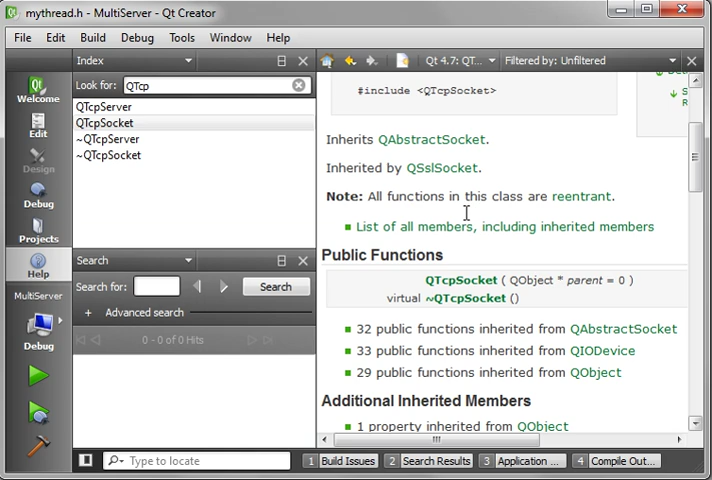 mythread.h - MultiServer - Qt Creator
File Edit Build Debug Tools Window Help
Index
Look for: QTcp
QTcpServer
QTcpSocket
~QTcpServer
~QTcpSocket
Search
Search for:
Search
+ Advanced search
0 - 0 of 0 Hits
Qt
Welcome
Edit
Design
Debug
Projects
Help
MultiServer
Debug
Qt 4.7: QT...
Filtered by: Unfiltered
#include <QTcpSocket>
Inherits QAbstractSocket.
Inherited by QSslSocket.
Note: All functions in this class are reentrant.
List of all members, including inherited members
Public Functions
QTcpSocket ( QObject * parent = 0 )
virtual ~QTcpSocket ()
32 public functions inherited from QAbstractSocket
33 public functions inherited from QIODevice
29 public functions inherited from QObject
Additional Inherited Members
1 property inherited from QObject
Type to locate
1 Build Issues 2 Search Results 3 Application ... 4 Compile Out...